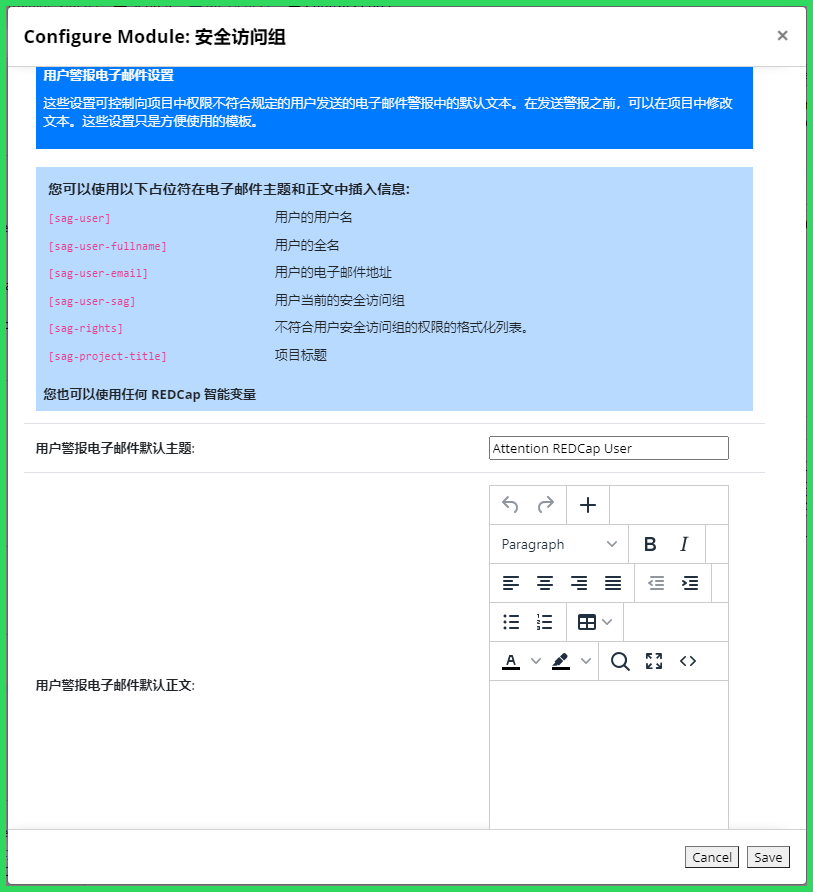 Configure Module: 安全访问组
×
用户警报电子邮件设置
这些设置可控制向项目中权限不符合规定的用户发送的电子邮件警报中的默认文本。在发送警报之前，可以在项目中修改
文本。这些设置只是方便使用的模板。
您可以使用以下占位符在电子邮件主题和正文中插入信息:
[sag-user] 用户的用户名
[sag-user-fullname] 用户的全名
[sag-user-email] 用户的电子邮件地址
[sag-user-sag] 用户当前的安全访问组
[sag-rights] 不符合用户安全访问组的权限的格式化列表。
[sag-project-title] 项目标题
您也可以使用任何 REDCap 智能变量
用户警报电子邮件默认主题: Attention REDCap User
Paragraph B I
A
用户警报电子邮件默认正文:
Cancel Save